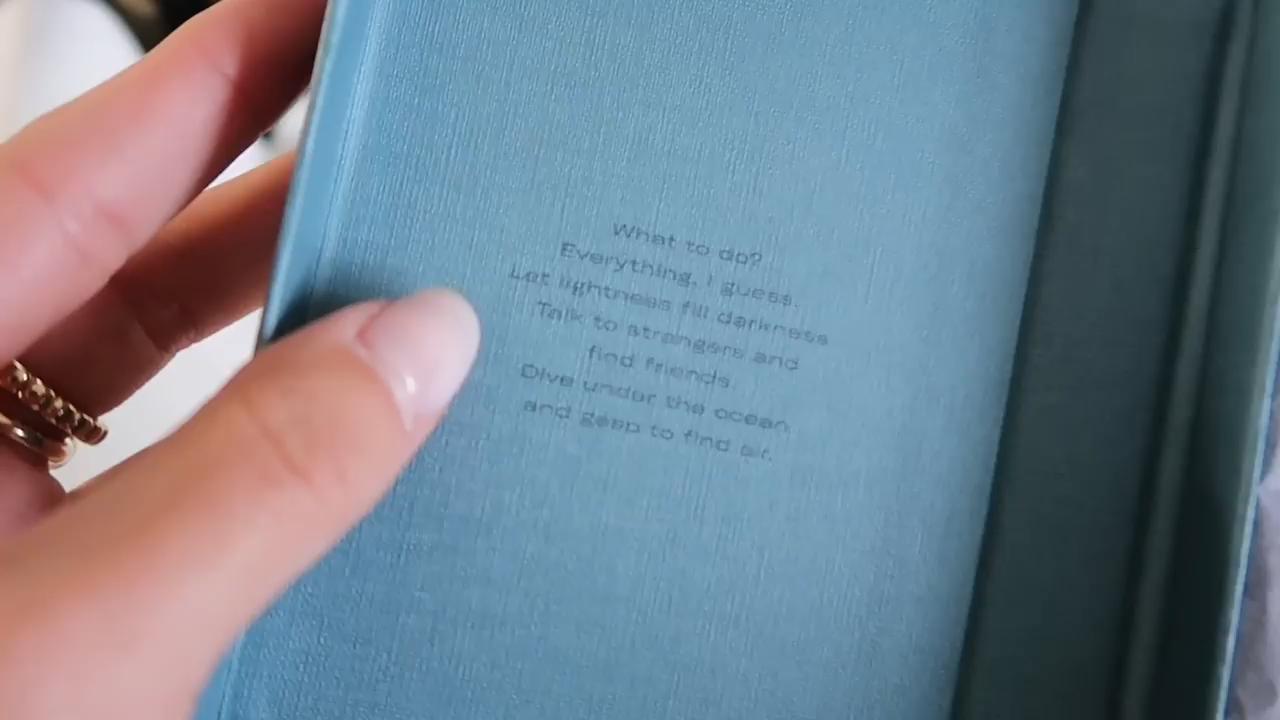 What to do?
Everything, I guess.
Let lightness fill darkness
Talk to strangers and
find friends.
Dive under the ocean
and gasp to find air.